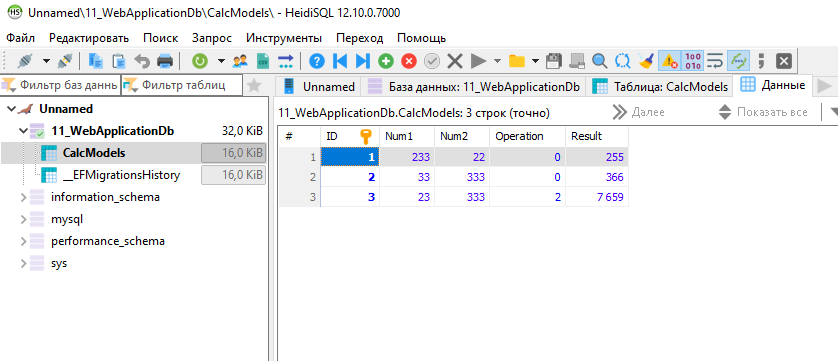 Unnamed\11_WebApplicationDb\CalcModels\ - HeidiSQL 12.10.0.7000
Файл Редактировать Поиск Запрос Инструменты Переход Помощь
Фильтр баз даннь Фильтр таблиц
Unnamed База данных: 11_WebApplicationDb Таблица: CalcModels Данные
Unnamed
11_WebApplicationDb 32,0 KiB
CalcModels 16,0 KiB
__EFMigrationsHistory 16,0 KiB
information_schema
mysql
performance_schema
sys
11_WebApplicationDb.CalcModels: 3 строк (точно) Далее Показать все
# ID Num1 Num2 Operation Result
1 1 233 22 0 255
2 2 33 333 0 366
3 3 23 333 2 7 659